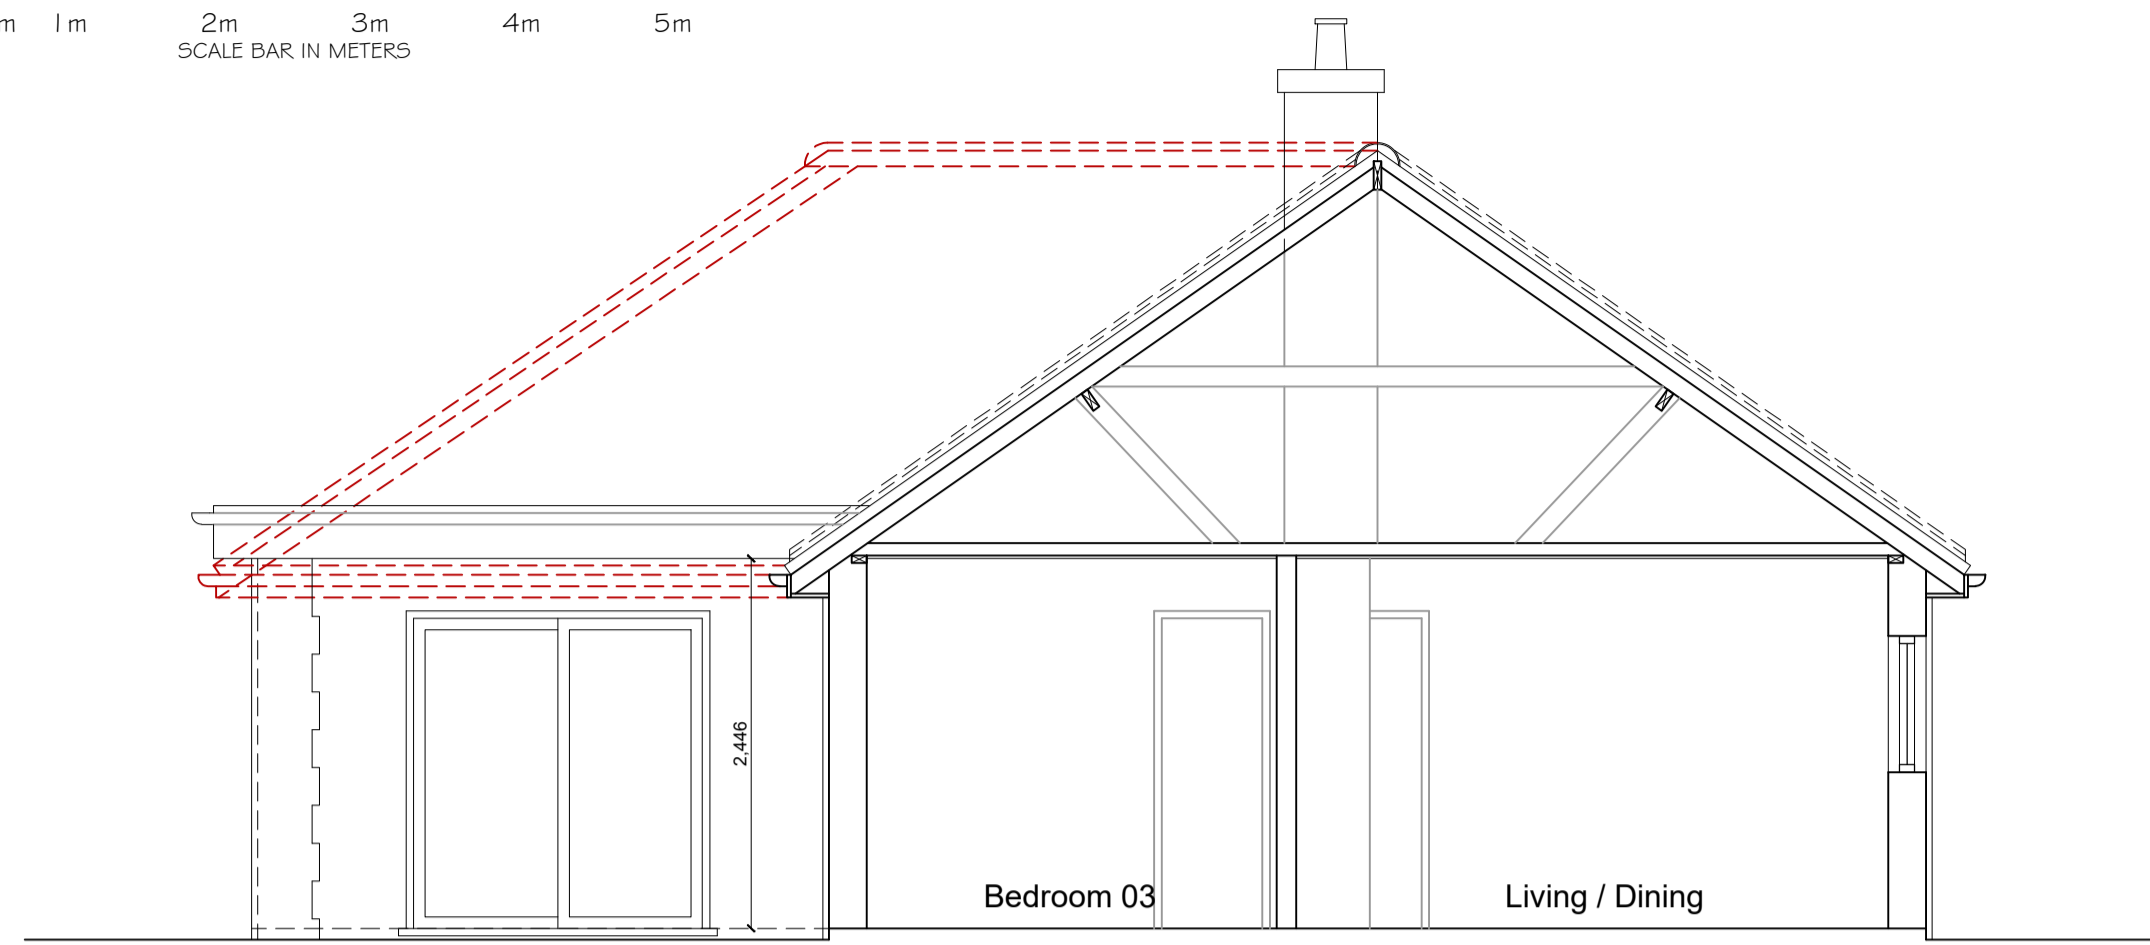 m 1m 2m 3m 4m 5m
SCALE BAR IN METERS
2,446
Bedroom 03
Living / Dining